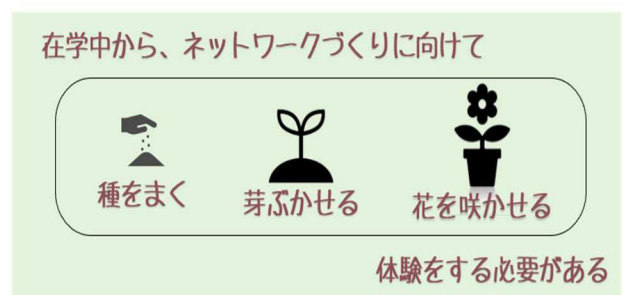 在学中から、ネットワークづくりに向けて
種をまく
芽ぶかせる
花を咲かせる
体験をする必要がある